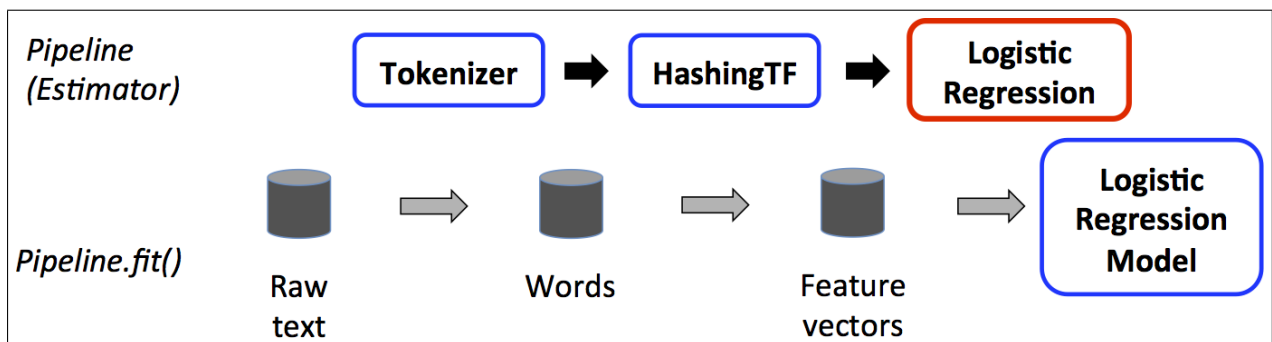 Pipeline
(Estimator)
Tokenizer
HashingTF
Logistic
Regression
Pipeline.fit()
Raw
text
Words
Feature
vectors
Logistic
Regression
Model